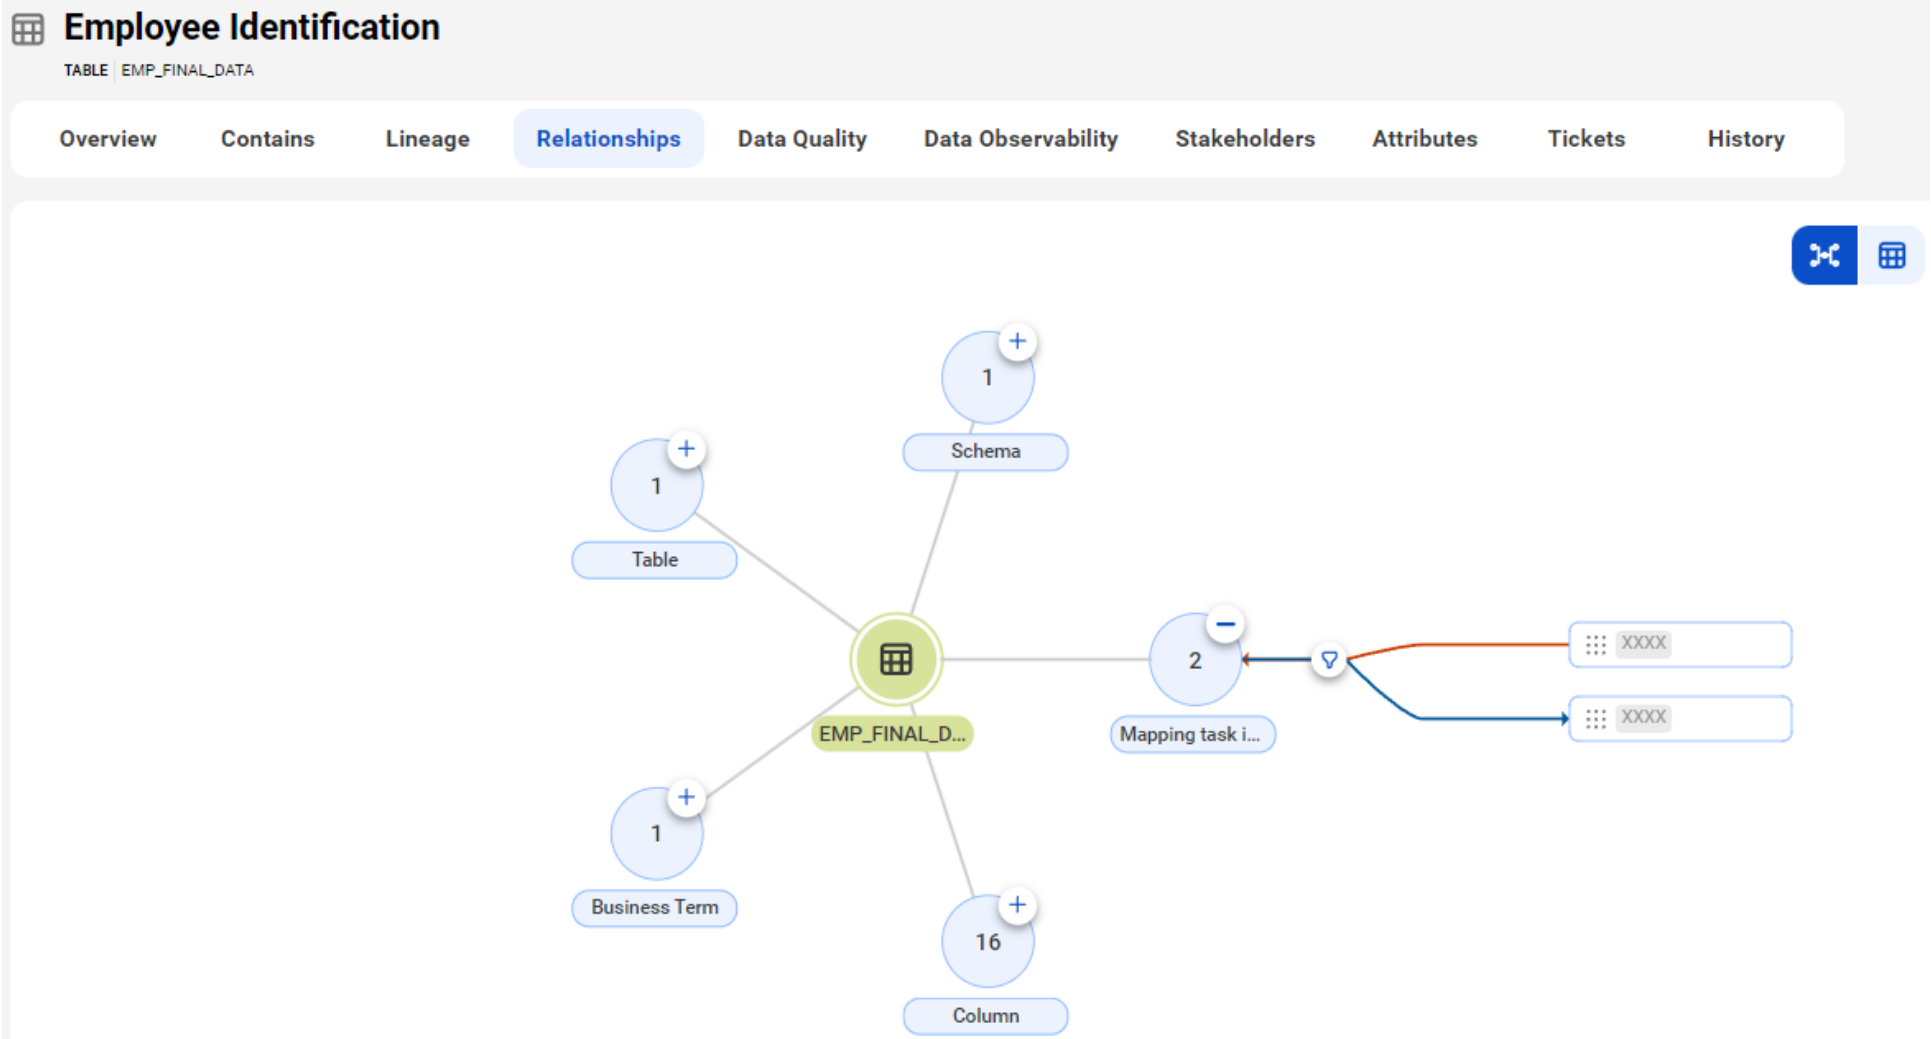 Employee Identification
TABLE EMP_FINAL_DATA
Overview Contains Lineage Relationships Data Quality Data Observability Stakeholders Attributes Tickets History
1
Schema
1
Table
2
XXXX
XXXX
EMP_FINAL_D...
Mapping task i...
1
Business Term
16
Column